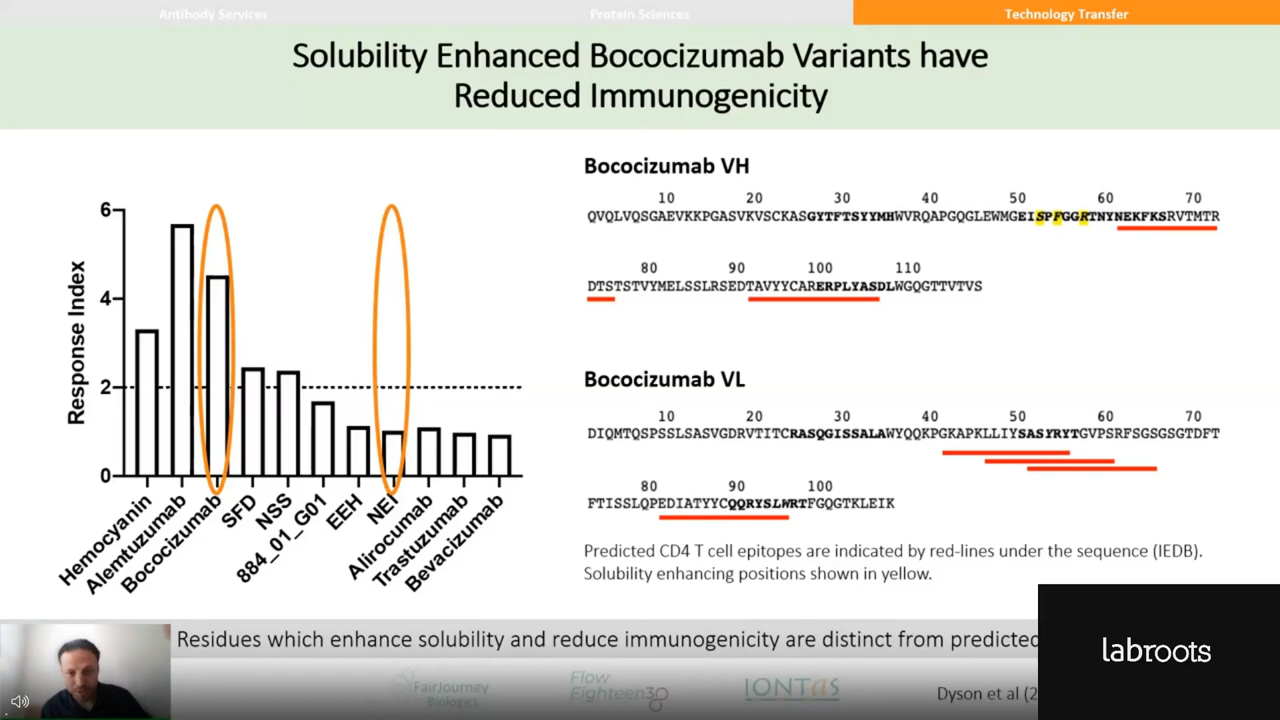 Antibody Services
Protein Sciences
Technology Transfer
Solubility Enhanced Bococizumab Variants have
Reduced Immunogenicity
Response Index
6
4
2
0
Hemocyanin
Alemtuzumab
Bococizumab
SFD
NSS
884_01_G01
EEH
NEI
Alirocumab
Trastuzumab
Bevacizumab
Bococizumab VH
10 20 30 40 50 60 70
QVQLVQSGAEVKKPGASVKVSCKASGYTFTSYYMHWVRQAPGQGLEWMGEISPFGGRTNYNEKFKSRVTMTR
80 90 100 110
DTSTSTVYMELSSLRSEDTAVYYCARERPLYASDLWGQGTTVTVS
Bococizumab VL
10 20 30 40 50 60 70
DIQMTQSPSSLSASVGDRVTITCRASQGISSALAWYQQKPGKAPKLLIYSASYRYTGVPSRFSGSGSGTDFT
80 90 100
FTISSLQPEDIATYYCQQRYSLWRTFGQGTKLEIK
Predicted CD4 T cell epitopes are indicated by red-lines under the sequence (IEDB).
Solubility enhancing positions shown in yellow.
Residues which enhance solubility and reduce immunogenicity are distinct from predicted
labroots
FairJourney
Biologics
Flow
Eighteen38
IONTAS
Dyson et al (2